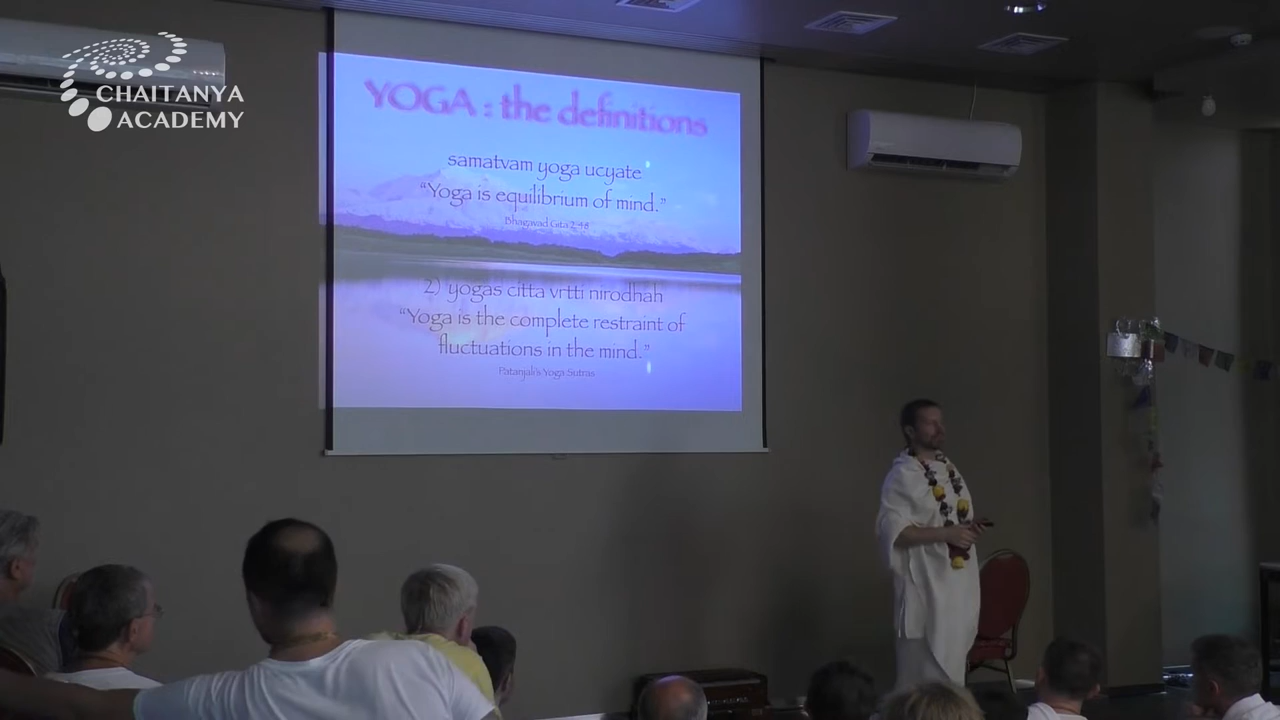 CHAITANYA
ACADEMY
YOGA : the definitions
samatvam yoga ucyate
“Yoga is equilibrium of mind.”
Bhagavad Gita 2.48
2) yogas citta vrtti nirodhah
“Yoga is the complete restraint of
fluctuations in the mind.”
Patanjali's Yoga Sutras